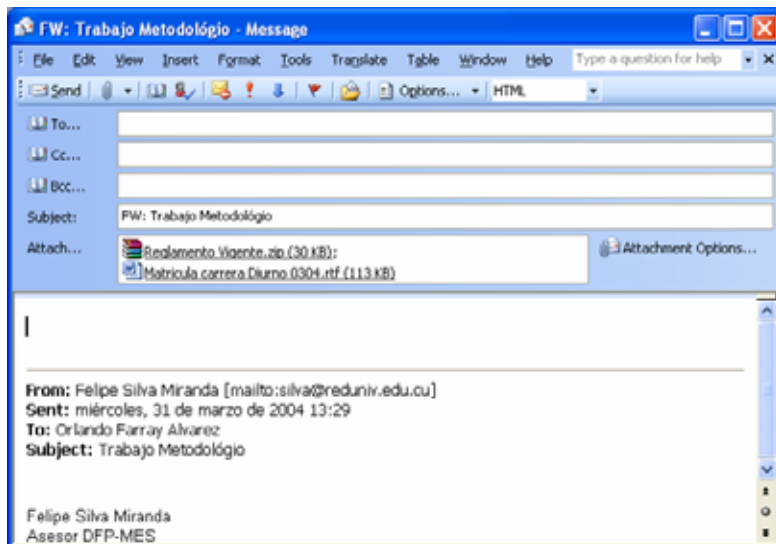 FW: Trabajo Metodológio - Message
File Edit View Insert Format Tools Translate Table Window Help Type a question for help
Send Options... HTML
To...
Cc...
Bcc...
Subject: FW: Trabajo Metodológio
Attach... Reglamento Vigente.zip (30 KB); Attachment Options...
Matricula carrera Diurno 0304.rtf (113 KB)
From: Felipe Silva Miranda [mailto:silva@reduniv.edu.cu]
Sent: miércoles, 31 de marzo de 2004 13:29
To: Orlando Farray Alvarez
Subject: Trabajo Metodológio
Felipe Silva Miranda
Asesor DFP-MES